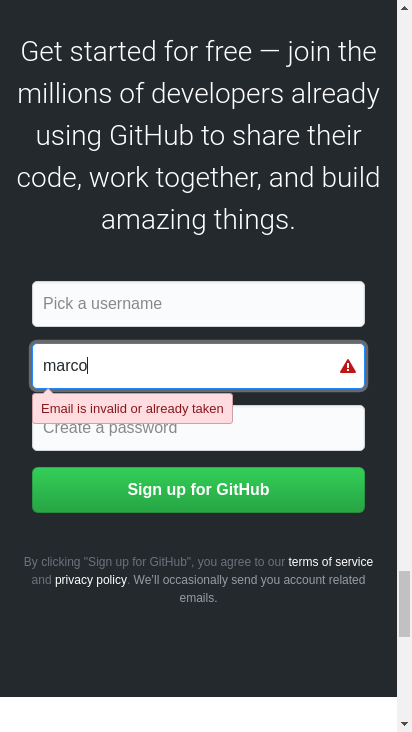 Get started for free — join the
millions of developers already
using GitHub to share their
code, work together, and build
amazing things.
Pick a username
marco
Email is invalid or already taken
Create a password
Sign up for GitHub
By clicking "Sign up for GitHub", you agree to our terms of service
and privacy policy. We’ll occasionally send you account related
emails.